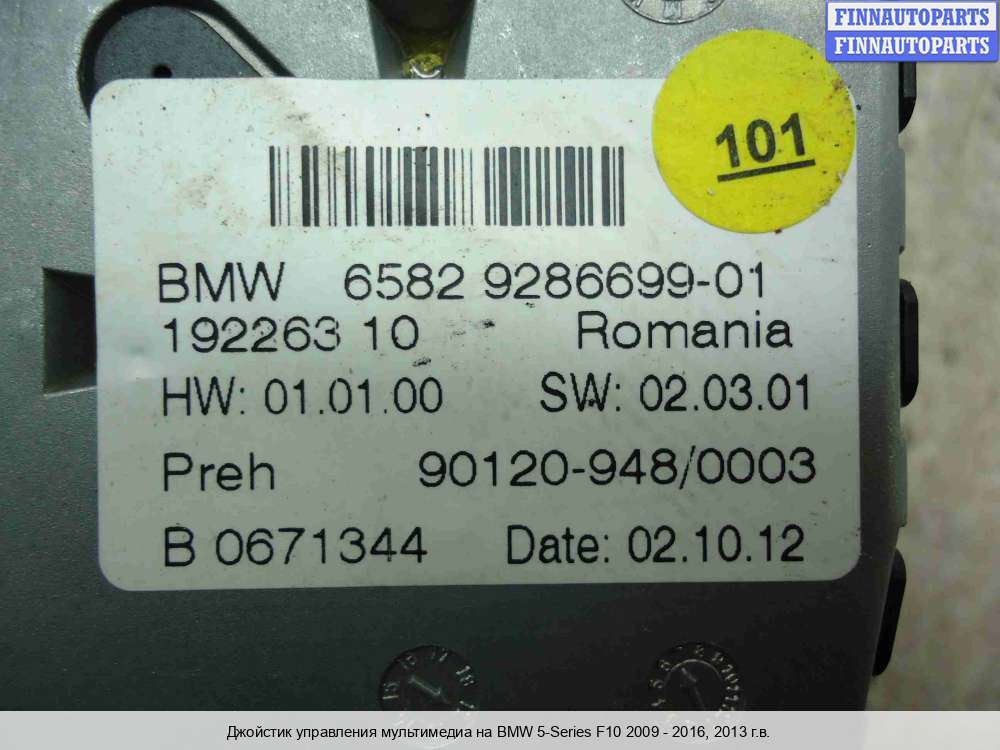 FINNAUTOPARTS
FINNAUTOPARTS
101
BMW 6582 9286699-01
192263 10 Romania
HW: 01.01.00 SW: 02.03.01
Preh 90120-948/0003
B 0671344 Date: 02.10.12
Джойстик управления мультимедиа на BMW 5-Series F10 2009 - 2016, 2013 г.в.